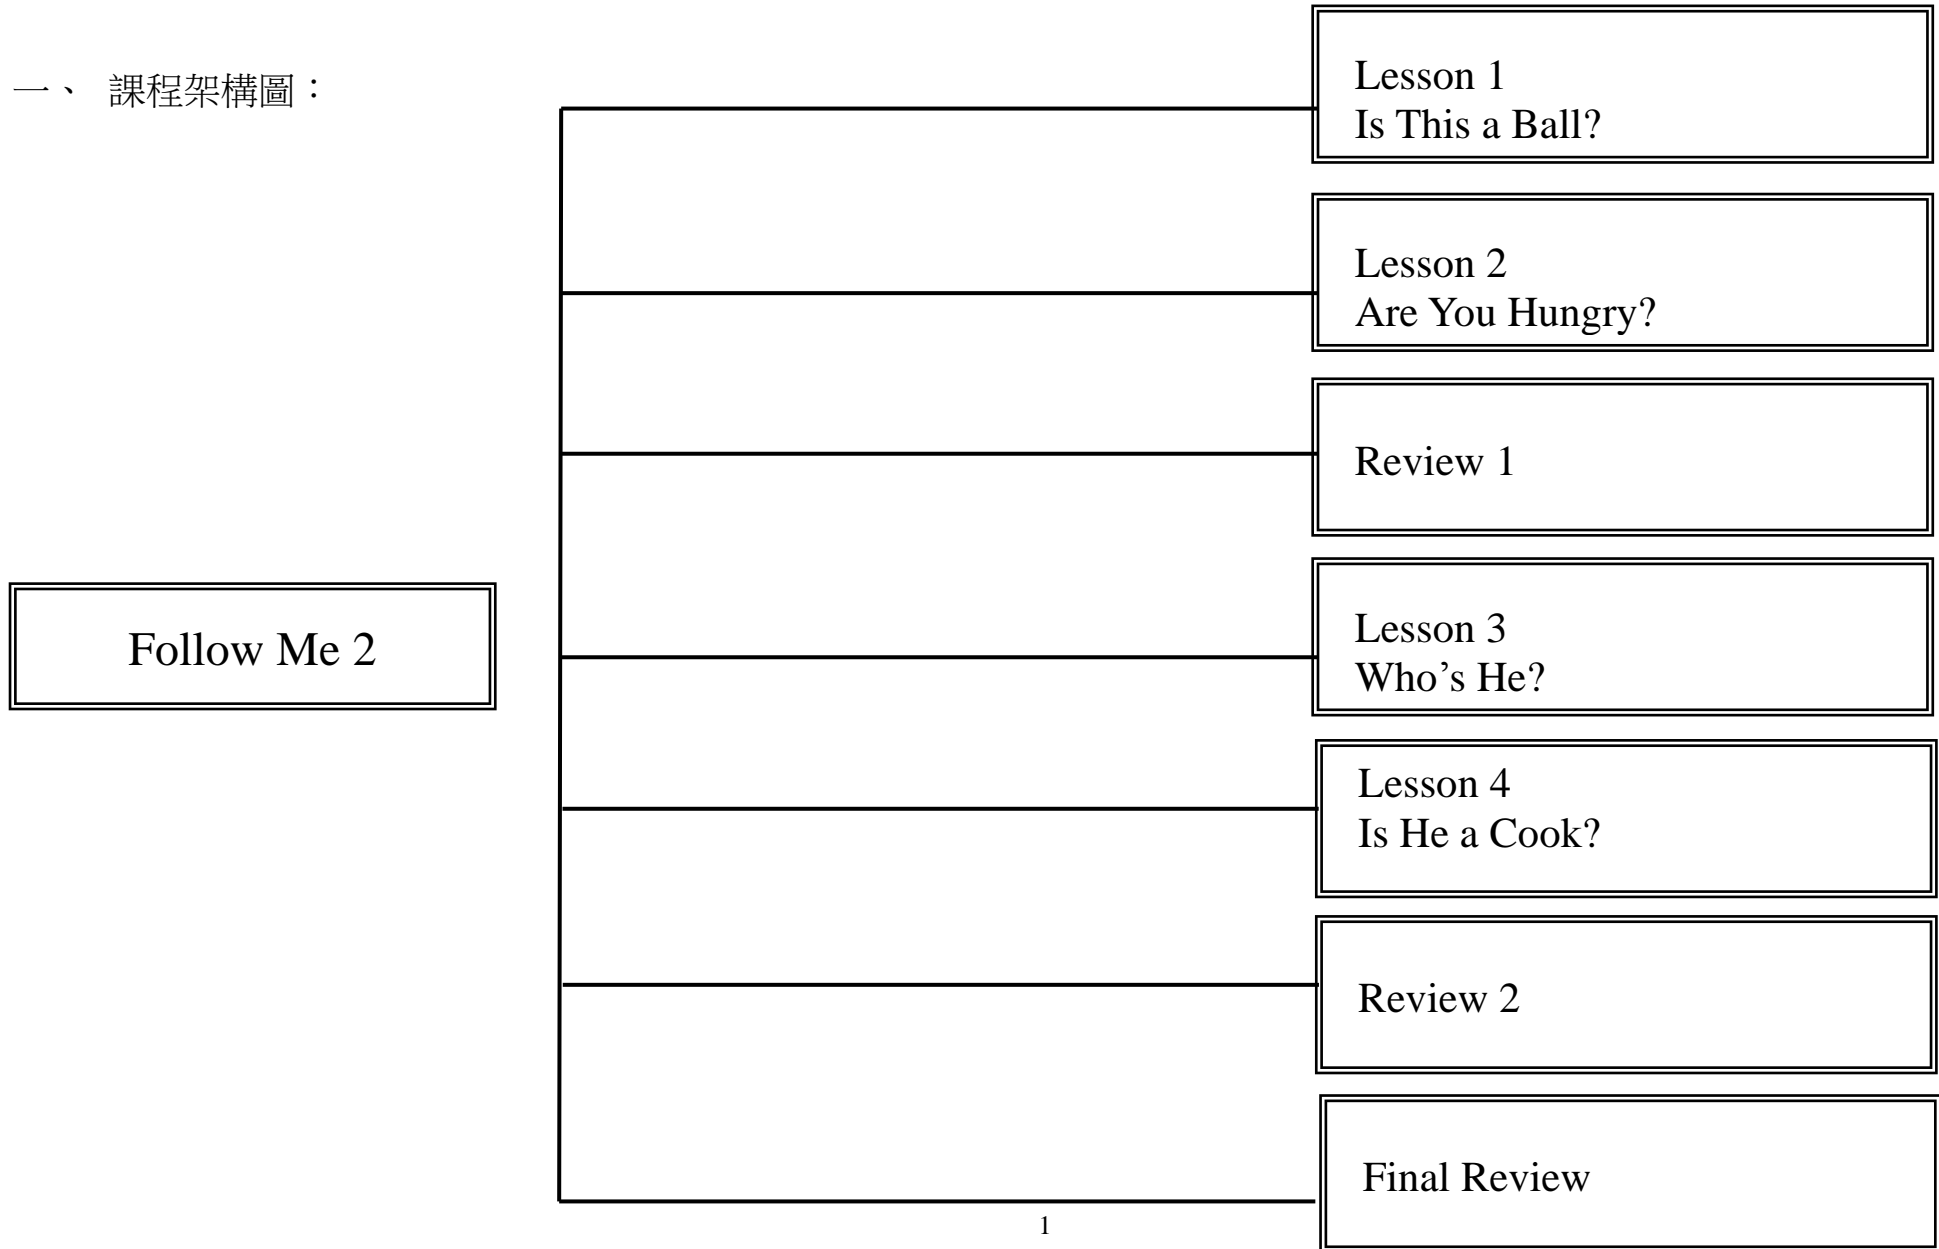 一、 課程架構圖：
Lesson 1
Is This a Ball?
Lesson 2
Are You Hungry?
Review 1
Follow Me 2
Lesson 3
Who’s He?
Lesson 4
Is He a Cook?
Review 2
Final Review
1